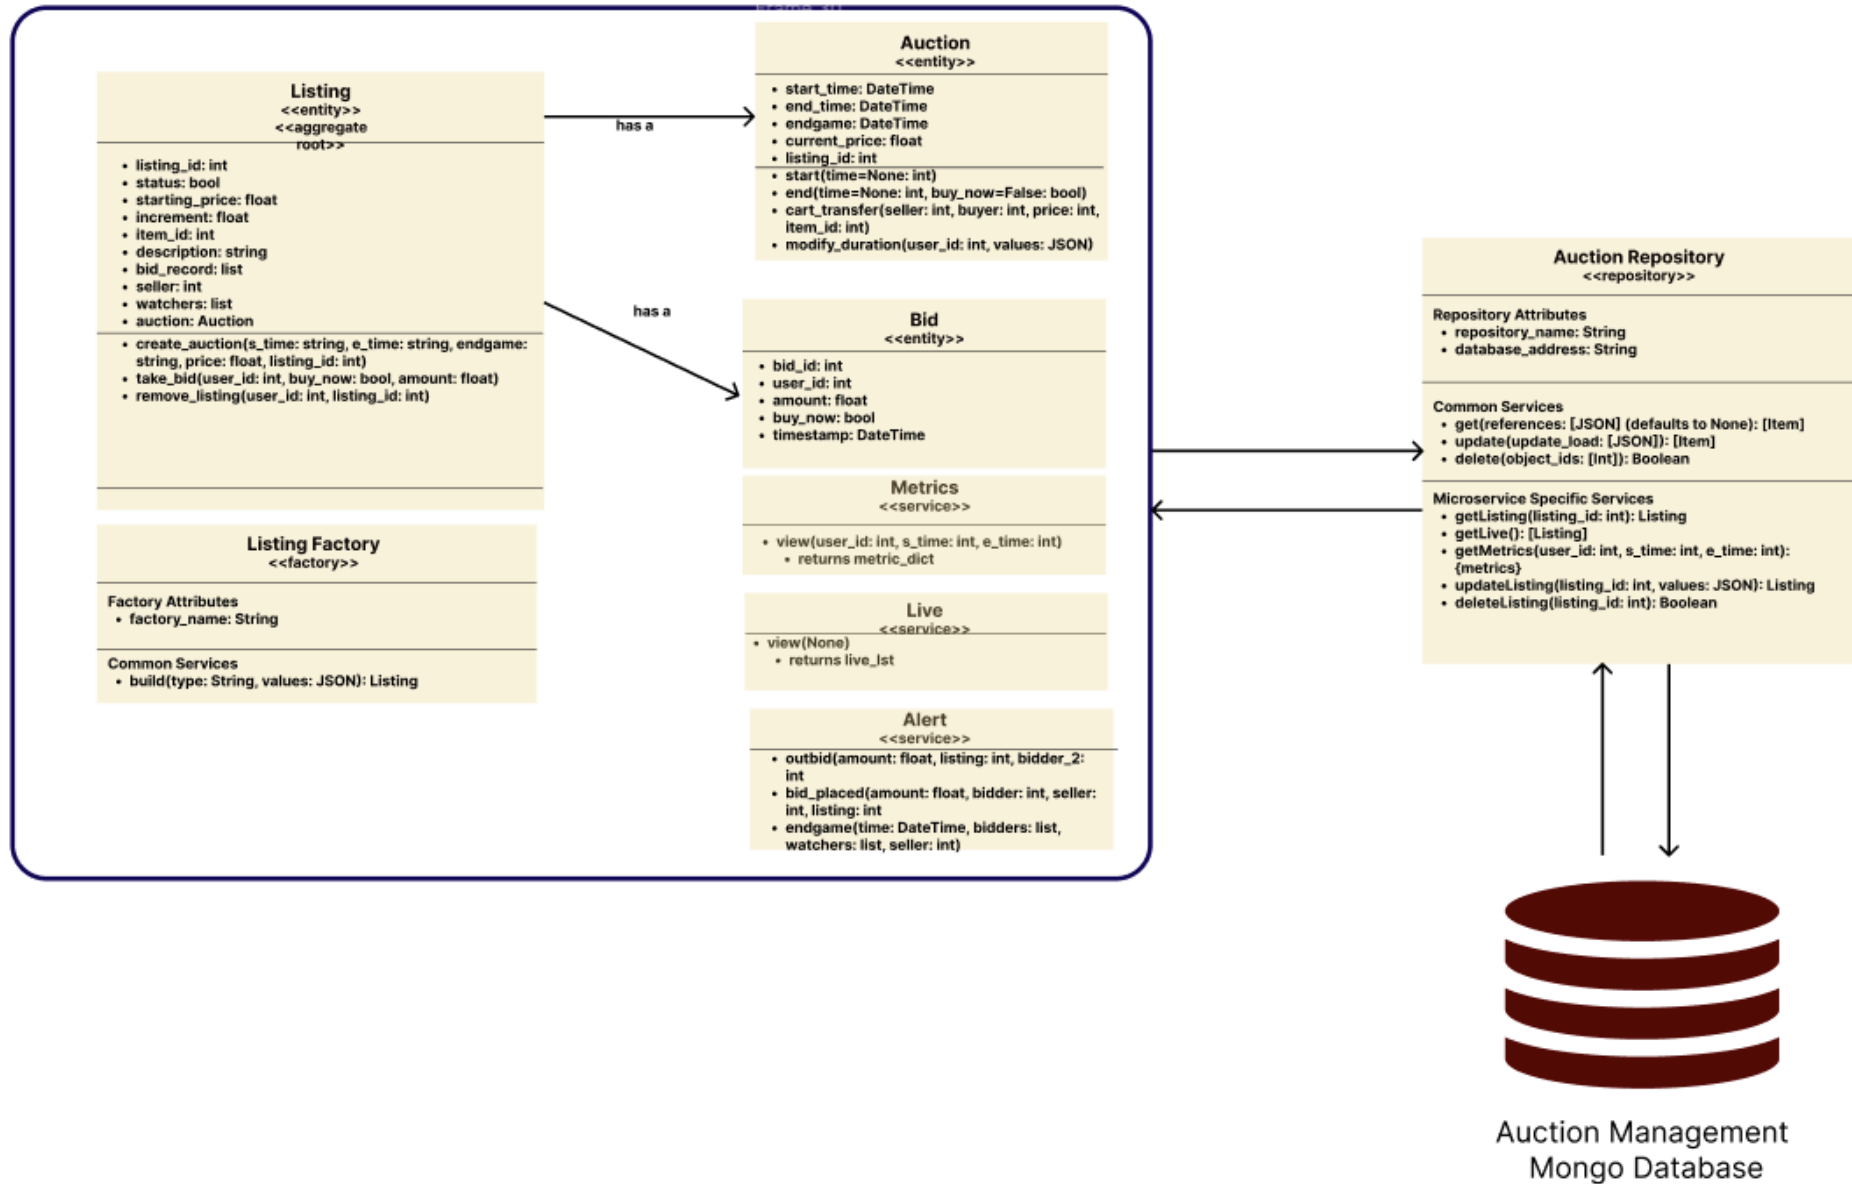 Frame 30
Listing
<<entity>>
<<aggregate
root>>
• listing_id: int
• status: bool
• starting_price: float
• increment: float
• item_id: int
• description: string
• bid_record: list
• seller: int
• watchers: list
• auction: Auction
• create_auction(s_time: string, e_time: string, endgame:
string, price: float, listing_id: int)
• take_bid(user_id: int, buy_now: bool, amount: float)
• remove_listing(user_id: int, listing_id: int)
Listing Factory
<<factory>>
Factory Attributes
• factory_name: String
Common Services
• build(type: String, values: JSON): Listing
has a
has a
Auction
<<entity>>
• start_time: DateTime
• end_time: DateTime
• endgame: DateTime
• current_price: float
• listing_id: int
• start(time=None: int)
• end(time=None: int, buy_now=False: bool)
• cart_transfer(seller: int, buyer: int, price: int,
item_id: int)
• modify_duration(user_id: int, values: JSON)
Bid
<<entity>>
• bid_id: int
• user_id: int
• amount: float
• buy_now: bool
• timestamp: DateTime
Metrics
<<service>>
• view(user_id: int, s_time: int, e_time: int)
• returns metric_dict
Live
<<service>>
• view(None)
• returns live_lst
Alert
<<service>>
• outbid(amount: float, listing: int, bidder_2:
int
• bid_placed(amount: float, bidder: int, seller:
int, listing: int
• endgame(time: DateTime, bidders: list,
watchers: list, seller: int)
Auction Repository
<<repository>>
Repository Attributes
• repository_name: String
• database_address: String
Common Services
• get(references: [JSON] (defaults to None): [Item]
• update(update_load: [JSON]): [Item]
• delete(object_ids: [Int]): Boolean
Microservice Specific Services
• getListing(listing_id: int): Listing
• getLive(): [Listing]
• getMetrics(user_id: int, s_time: int, e_time: int):
{metrics}
• updateListing(listing_id: int, values: JSON): Listing
• deleteListing(listing_id: int): Boolean
Auction Management
Mongo Database